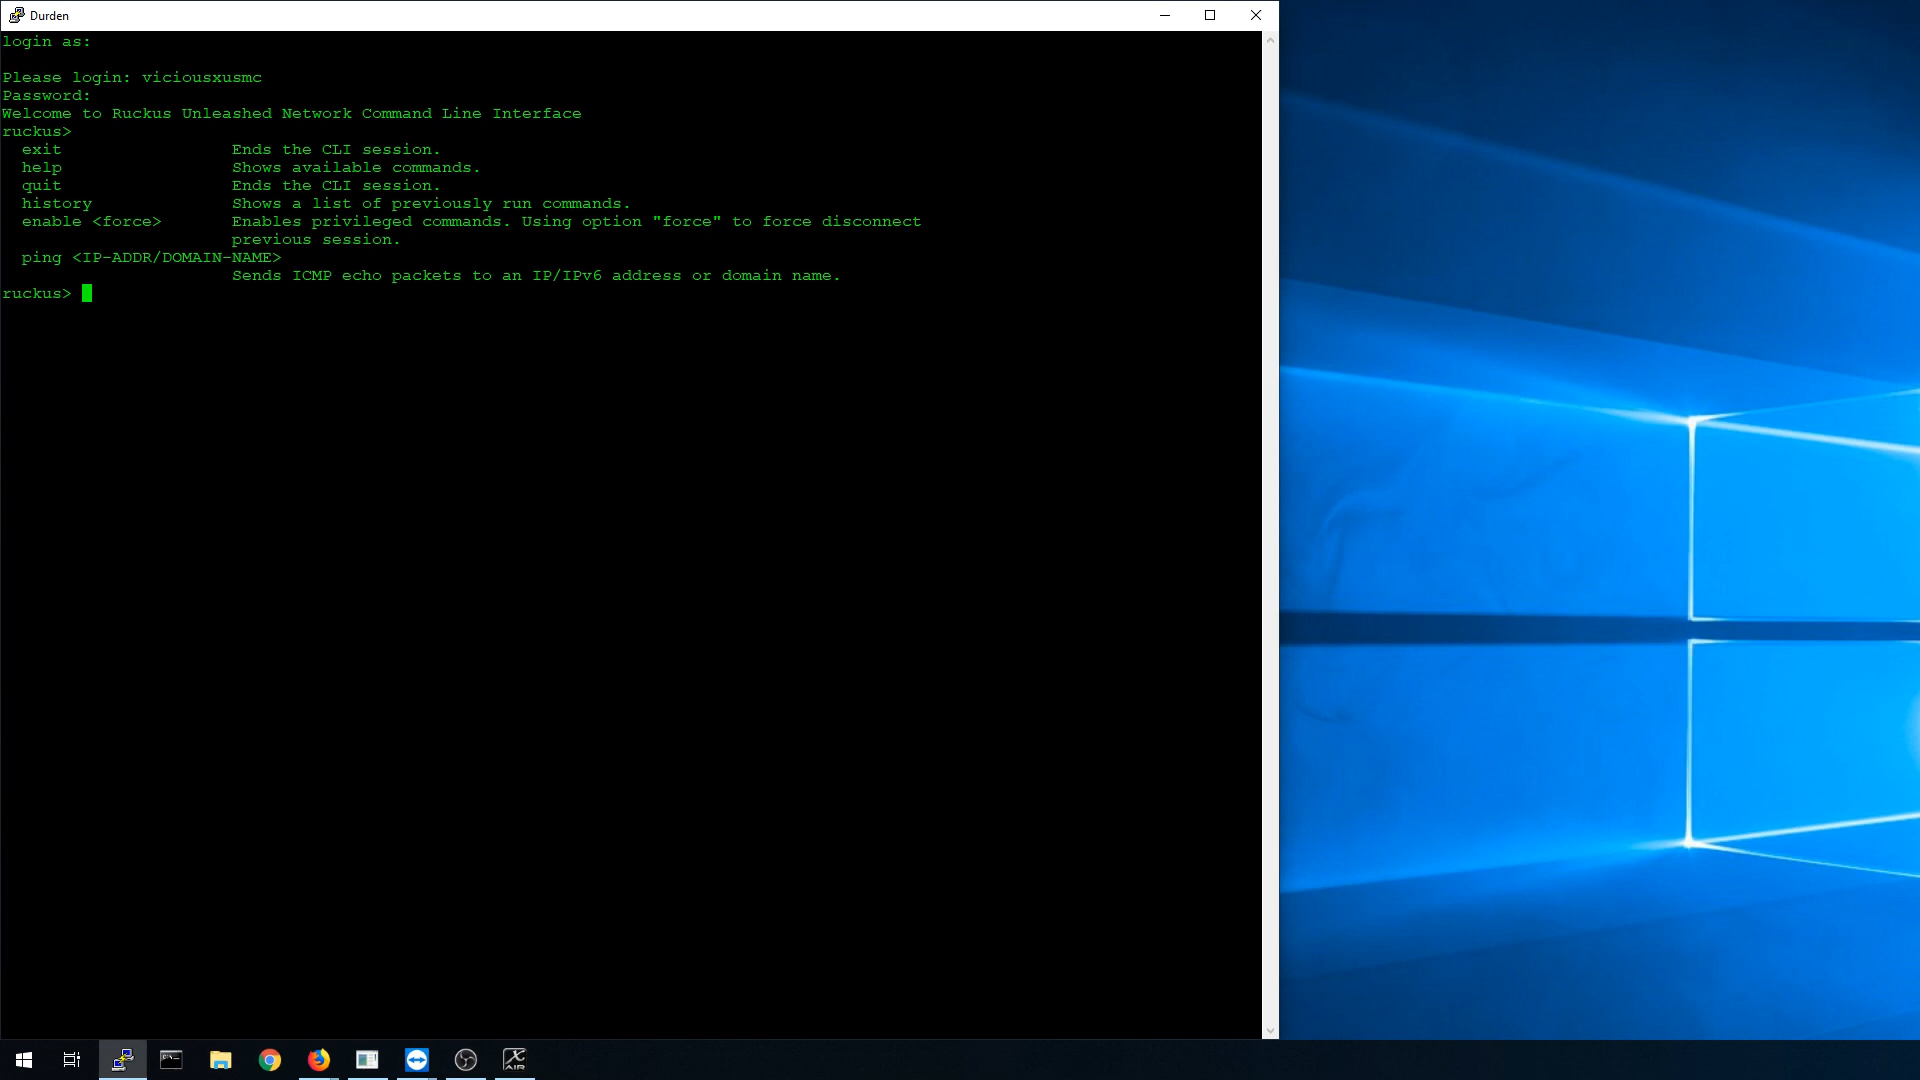 Durden
login as:
Please login: viciousxusmc
Password:
Welcome to Ruckus Unleashed Network Command Line Interface
ruckus>
  exit                 Ends the CLI session.
  help                 Shows available commands.
  quit                 Ends the CLI session.
  history              Shows a list of previously run commands.
  enable <force>       Enables privileged commands. Using option "force" to force disconnect
                       previous session.
  ping <IP-ADDR/DOMAIN-NAME>
                       Sends ICMP echo packets to an IP/IPv6 address or domain name.
ruckus>
X AIR